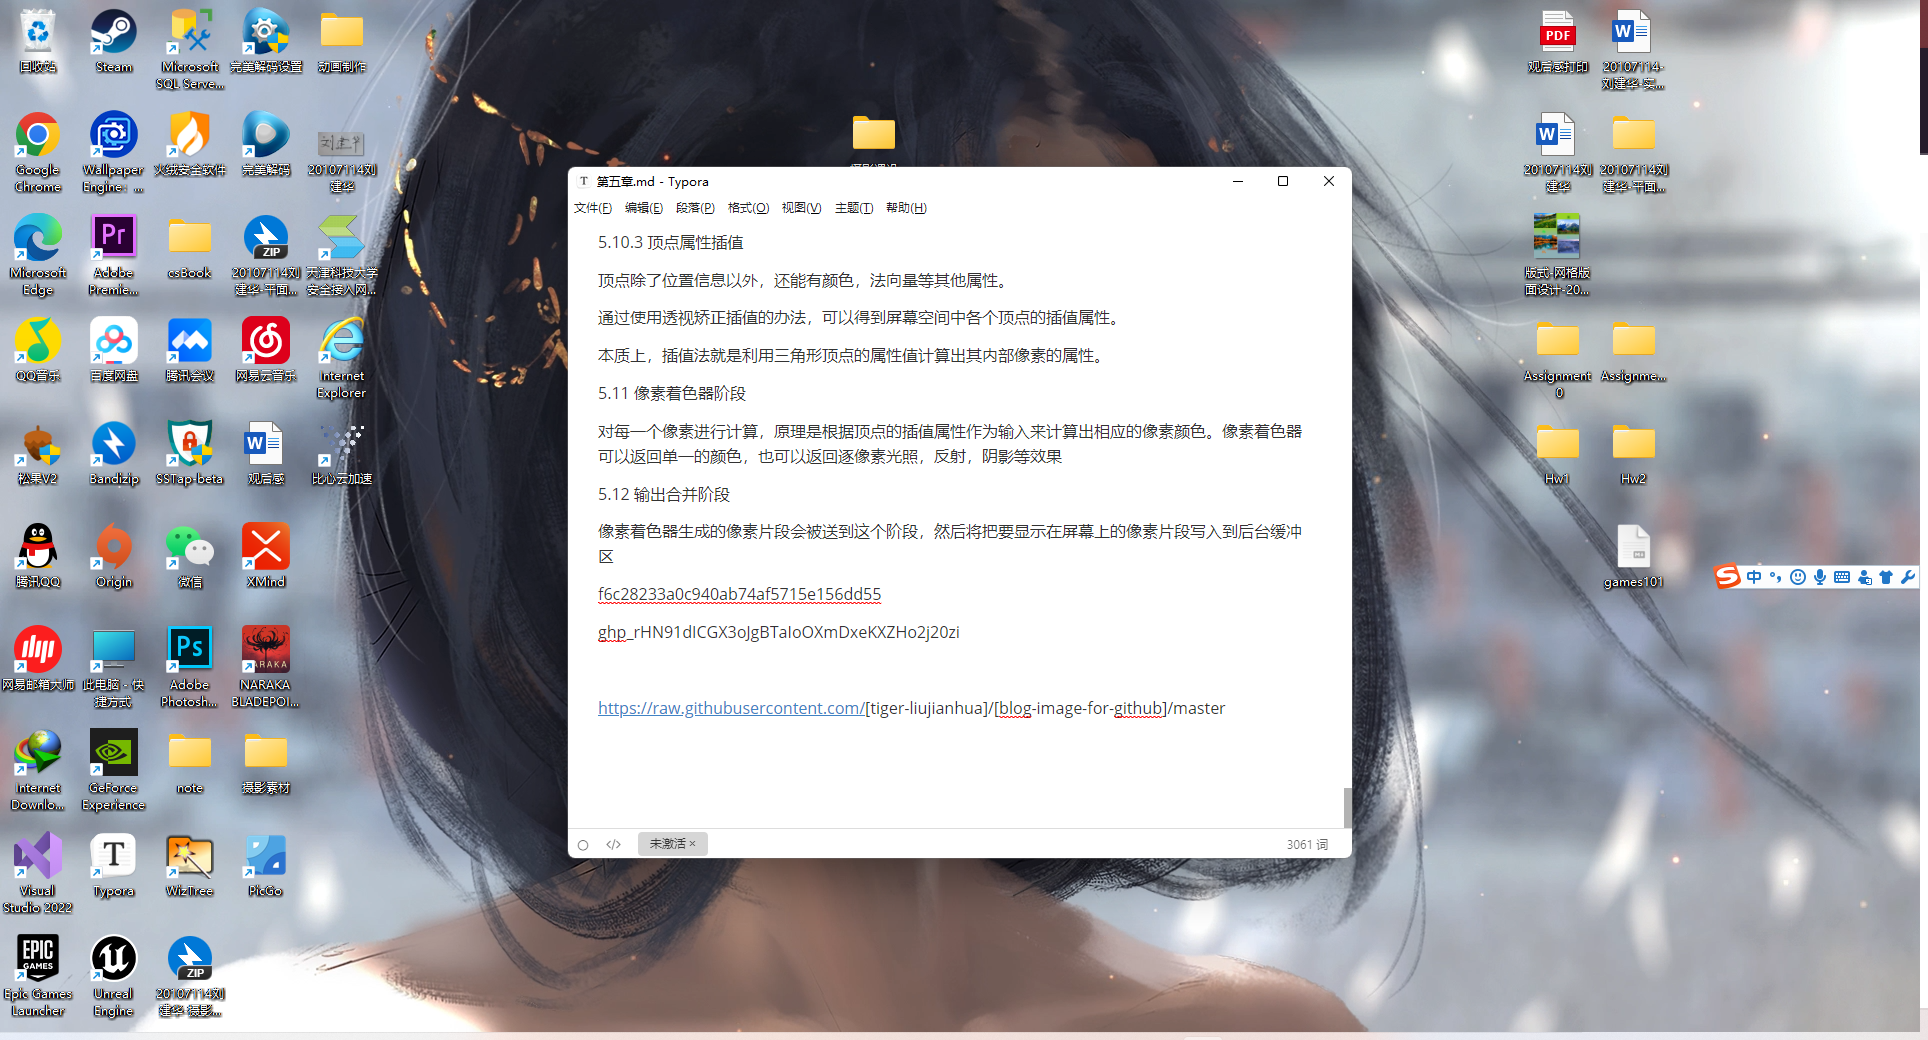 回收站
Steam
Microsoft
SQL Serve...
完美解码设置
动画制作
Google
Chrome
Wallpaper
Engine: ...
火绒安全软件
完美解码
20107114刘
建华
Microsoft
Edge
Adobe
Premie...
csBook
20107114刘
建华-平面...
天津科技大学
安全接入网...
QQ音乐
百度网盘
腾讯会议
网易云音乐
Internet
Explorer
松果V2
Bandizip
SSTap-beta
观后感
比心云加速
腾讯QQ
Origin
微信
XMind
网易邮箱大师
此电脑 - 快
捷方式
Adobe
Photosh...
NARAKA
BLADEPOI...
Internet
Downlo...
GeForce
Experience
note
摄影素材
Visual
Studio 2022
Typora
WizTree
PicGo
Epic Games
Launcher
Unreal
Engine
20107114刘
建华-摄影...
第五章.md - Typora
文件(F) 编辑(E) 段落(P) 格式(O) 视图(V) 主题(T) 帮助(H)
5.10.3 顶点属性插值
顶点除了位置信息以外，还能有颜色，法向量等其他属性。
通过使用透视矫正插值的办法，可以得到屏幕空间中各个顶点的插值属性。
本质上，插值法就是利用三角形顶点的属性值计算出其内部像素的属性。
5.11 像素着色器阶段
对每一个像素进行计算，原理是根据顶点的插值属性作为输入来计算出相应的像素颜色。像素着色器
可以返回单一的颜色，也可以返回逐像素光照，反射，阴影等效果
5.12 输出合并阶段
像素着色器生成的像素片段会被送到这个阶段，然后将把要显示在屏幕上的像素片段写入到后台缓冲
区
f6c28233a0c940ab74af5715e156dd55
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
https://raw.githubusercontent.com/[tiger-liujianhua]/[blog-image-for-github]/master
未激活 ×
3061 词
观后感打印
20107114-
刘建华-实...
20107114刘
建华
20107114刘
建华-平面...
版式-网格版
面设计-20...
Assignment
0
Assignme...
Hw1
Hw2
games101
中